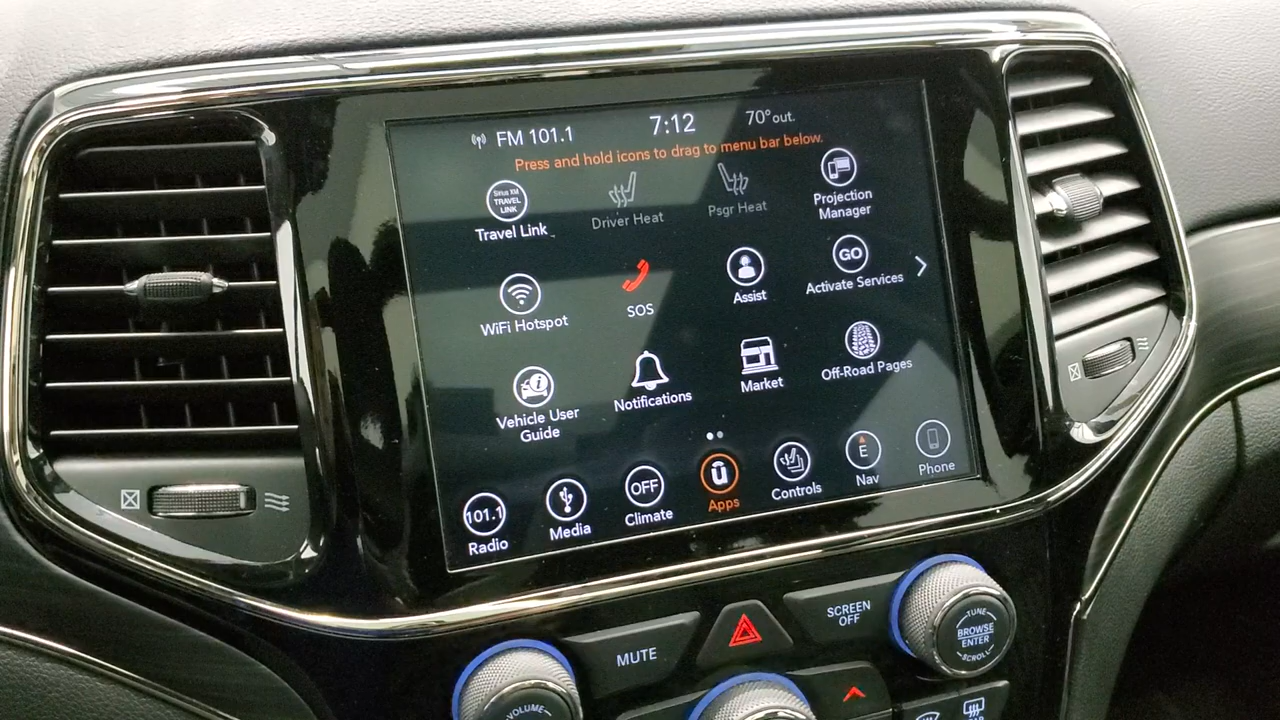 FM 101.1
7:12
70°out.
Press and hold icons to drag to menu bar below.
Sirius XM
TRAVEL
LINK
Travel Link
Driver Heat
Psgr Heat
Projection
Manager
WiFi Hotspot
SOS
Assist
GO
Activate Services
Vehicle User
Guide
Notifications
Market
Off-Road Pages
101.1
Radio
Media
OFF
Climate
Apps
Controls
E
Nav
Phone
MUTE
SCREEN
OFF
TUNE
BROWSE
ENTER
SCROLL
VOLUME